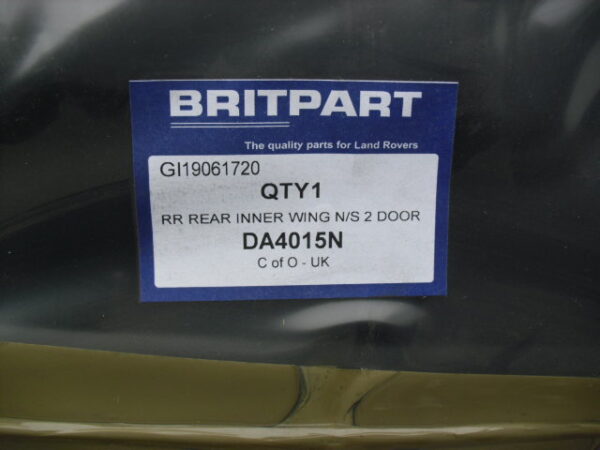 BRITPART
The quality parts for Land Rovers
GI19061720
QTY1
RR REAR INNER WING N/S 2 DOOR
DA4015N
C of O - UK